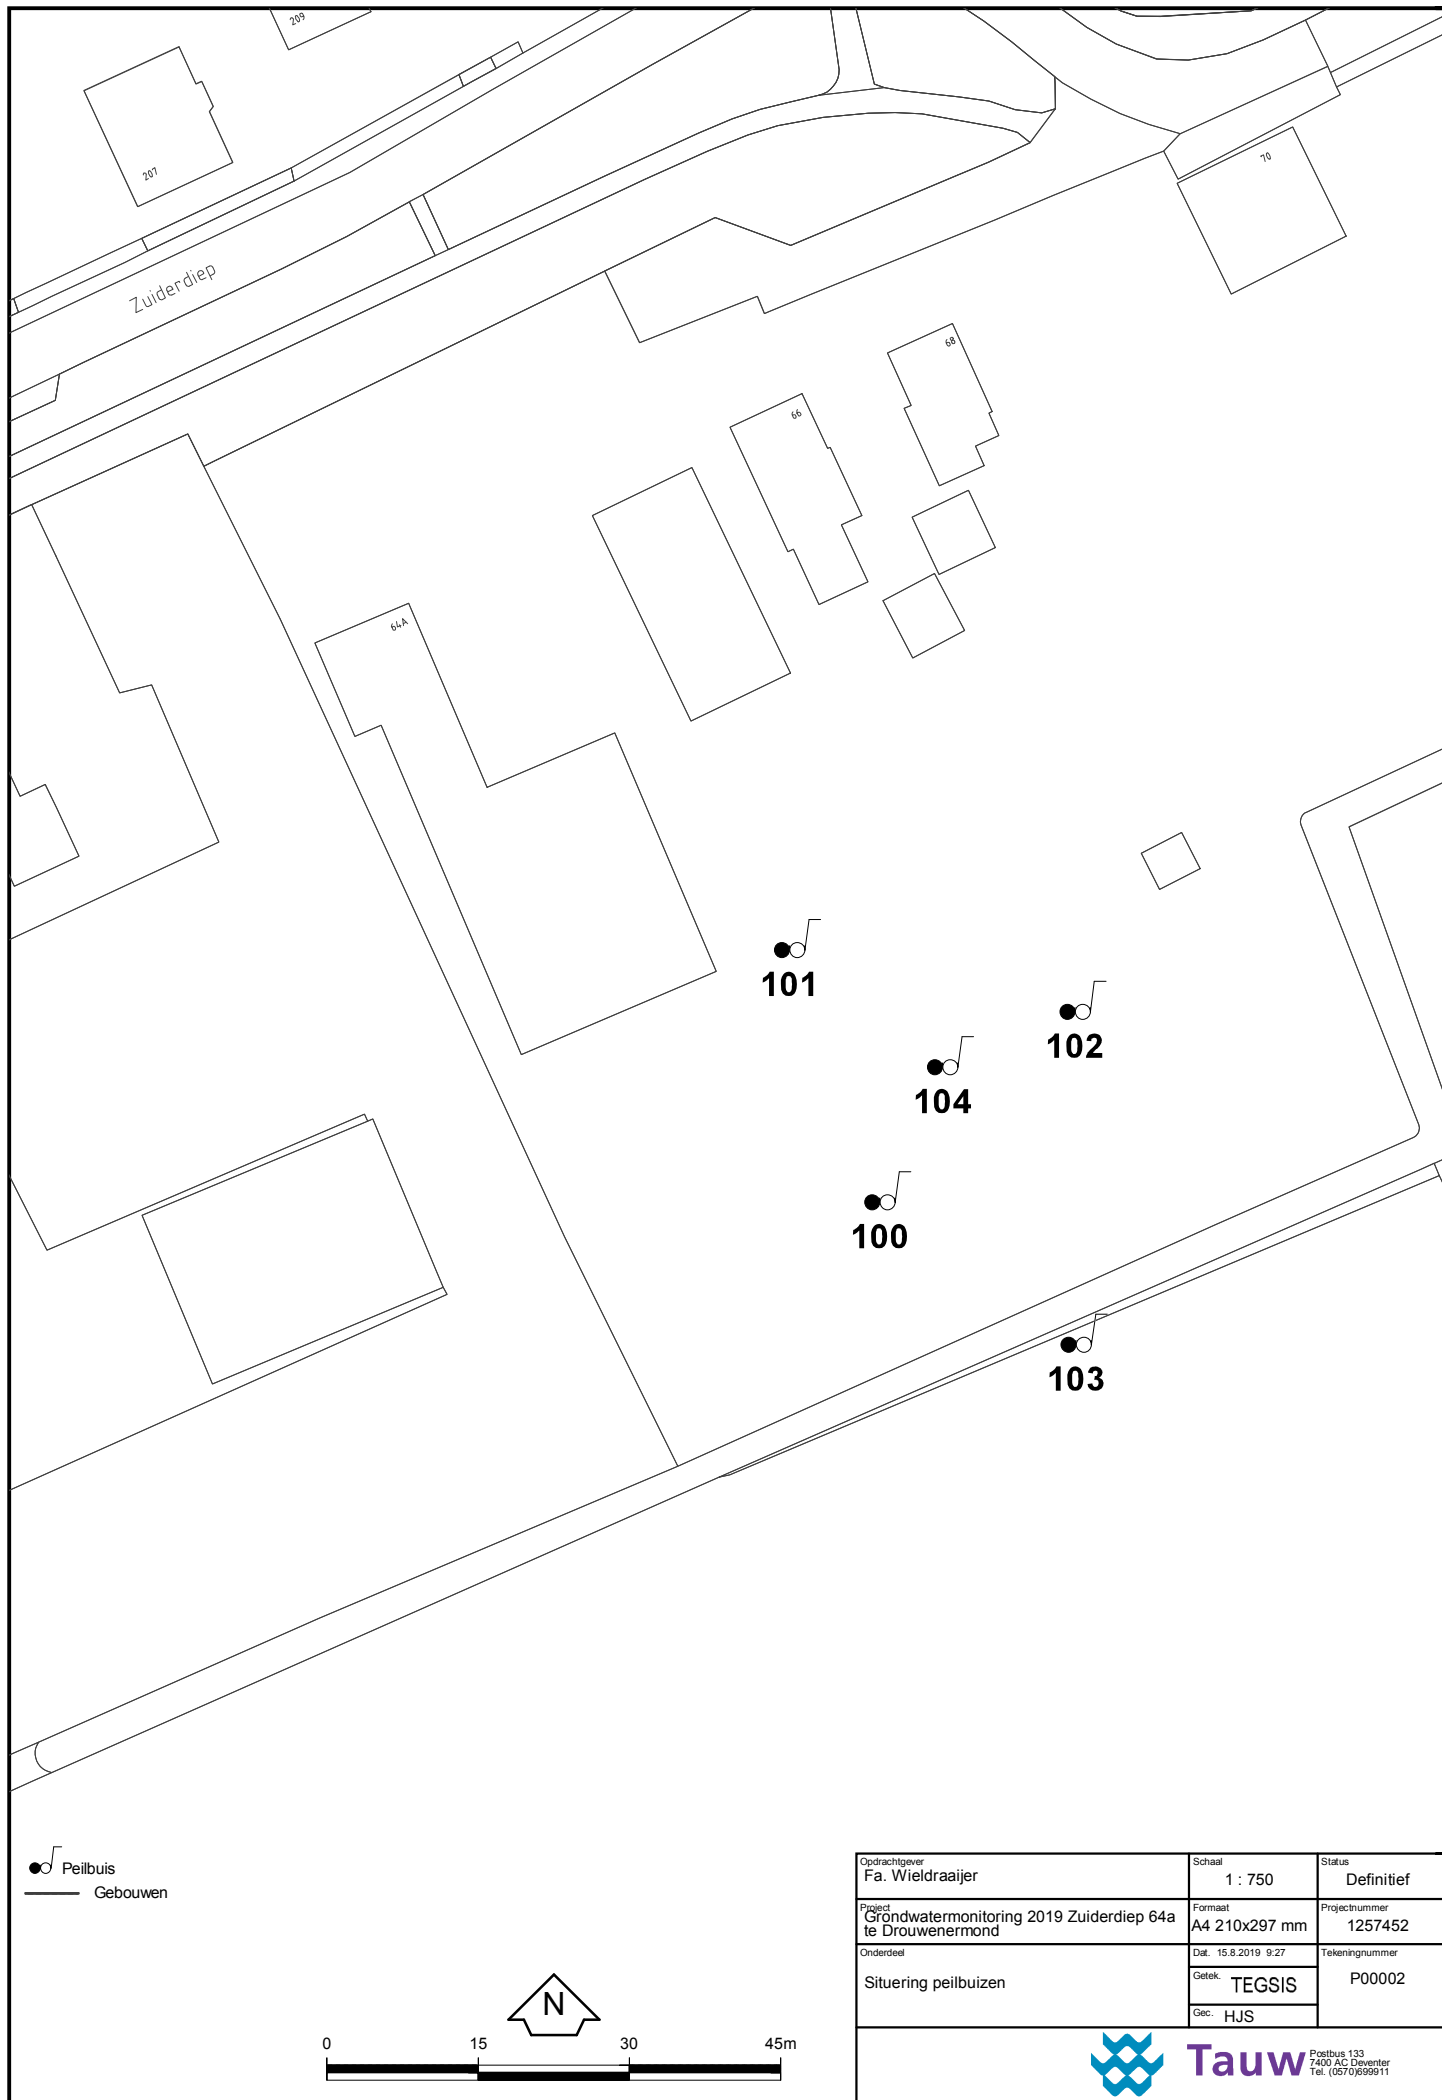 209
207
70
Zuiderdiep
68
66
64A
101
102
104
100
103
Peilbuis
Gebouwen
N
0 15 30 45m
Opdrachtgever
Fa. Wieldraaijer
Schaal
1 : 750
Status
Definitief
Project
Grondwatermonitoring 2019 Zuiderdiep 64a
te Drouwenermond
Formaat
A4 210x297 mm
Projectnummer
1257452
Onderdeel
Situering peilbuizen
Dat. 15.8.2019 9:27
Getek. TEGSIS
Gec. HJS
Tekeningnummer
P00002
Tauw
Postbus 133
7400 AC Deventer
Tel. (0570)699911